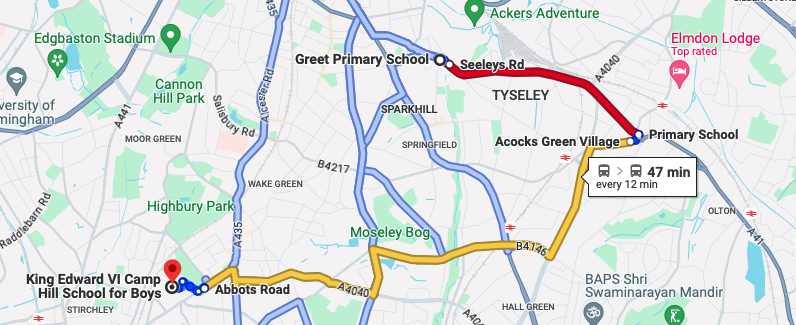 A435
Ackers Adventure
Edgbaston Stadium
Elmdon Lodge
Top rated
Greet Primary School
Seeleys Rd
A4040
Cannon
Hill Park
Alcester Rd
TYSELEY
A441
Salisbury Rd
SPARKHILL
versity of
mingham
MOOR GREEN
SPRINGFIELD
Acocks Green Village
Primary School
B4217
47 min
every 12 min
WAKE GREEN
Raddlebarn Rd
Highbury Park
OLTON
A435
Moseley Bog
B4146
A41
King Edward VI Camp
Hill School for Boys
Abbots Road
A4040
BAPS Shri
Swaminarayan Mandir
STIRCHLEY
HALL GREEN